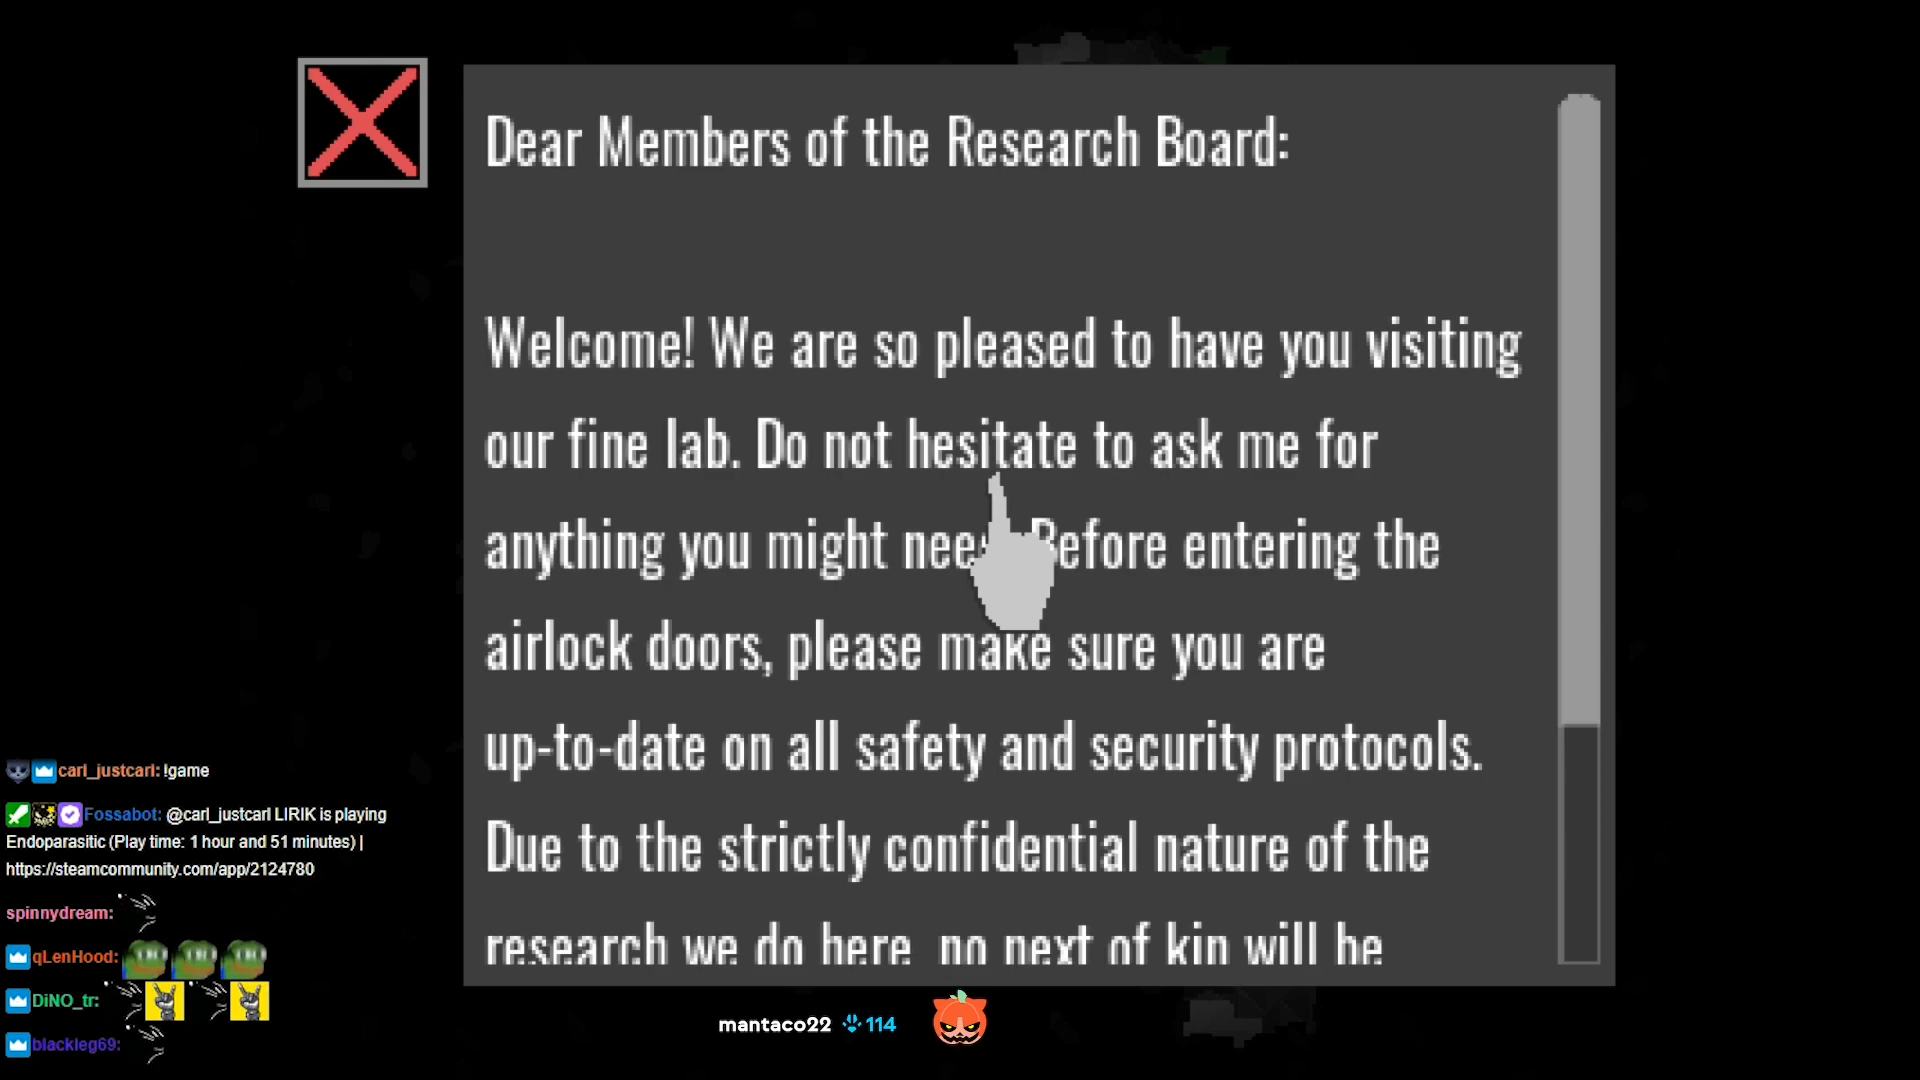 Dear Members of the Research Board:
Welcome! We are so pleased to have you visiting
our fine lab. Do not hesitate to ask me for
anything you might Before entering the
airlock doors, please make sure you are
up-to-date on all safety and security protocols.
Due to the strictly confidential nature of the
research we do here no next of kin will be
carl_justcarl: !game
Fossabot: @carl_justcarl LIRIK is playing
Endoparasitic (Play time: 1 hour and 51 minutes) |
https://steamcommunity.com/app/2124780
spinnydream:
qLenHood:
DiNO_tr:
blackleg69:
mantaco22 114